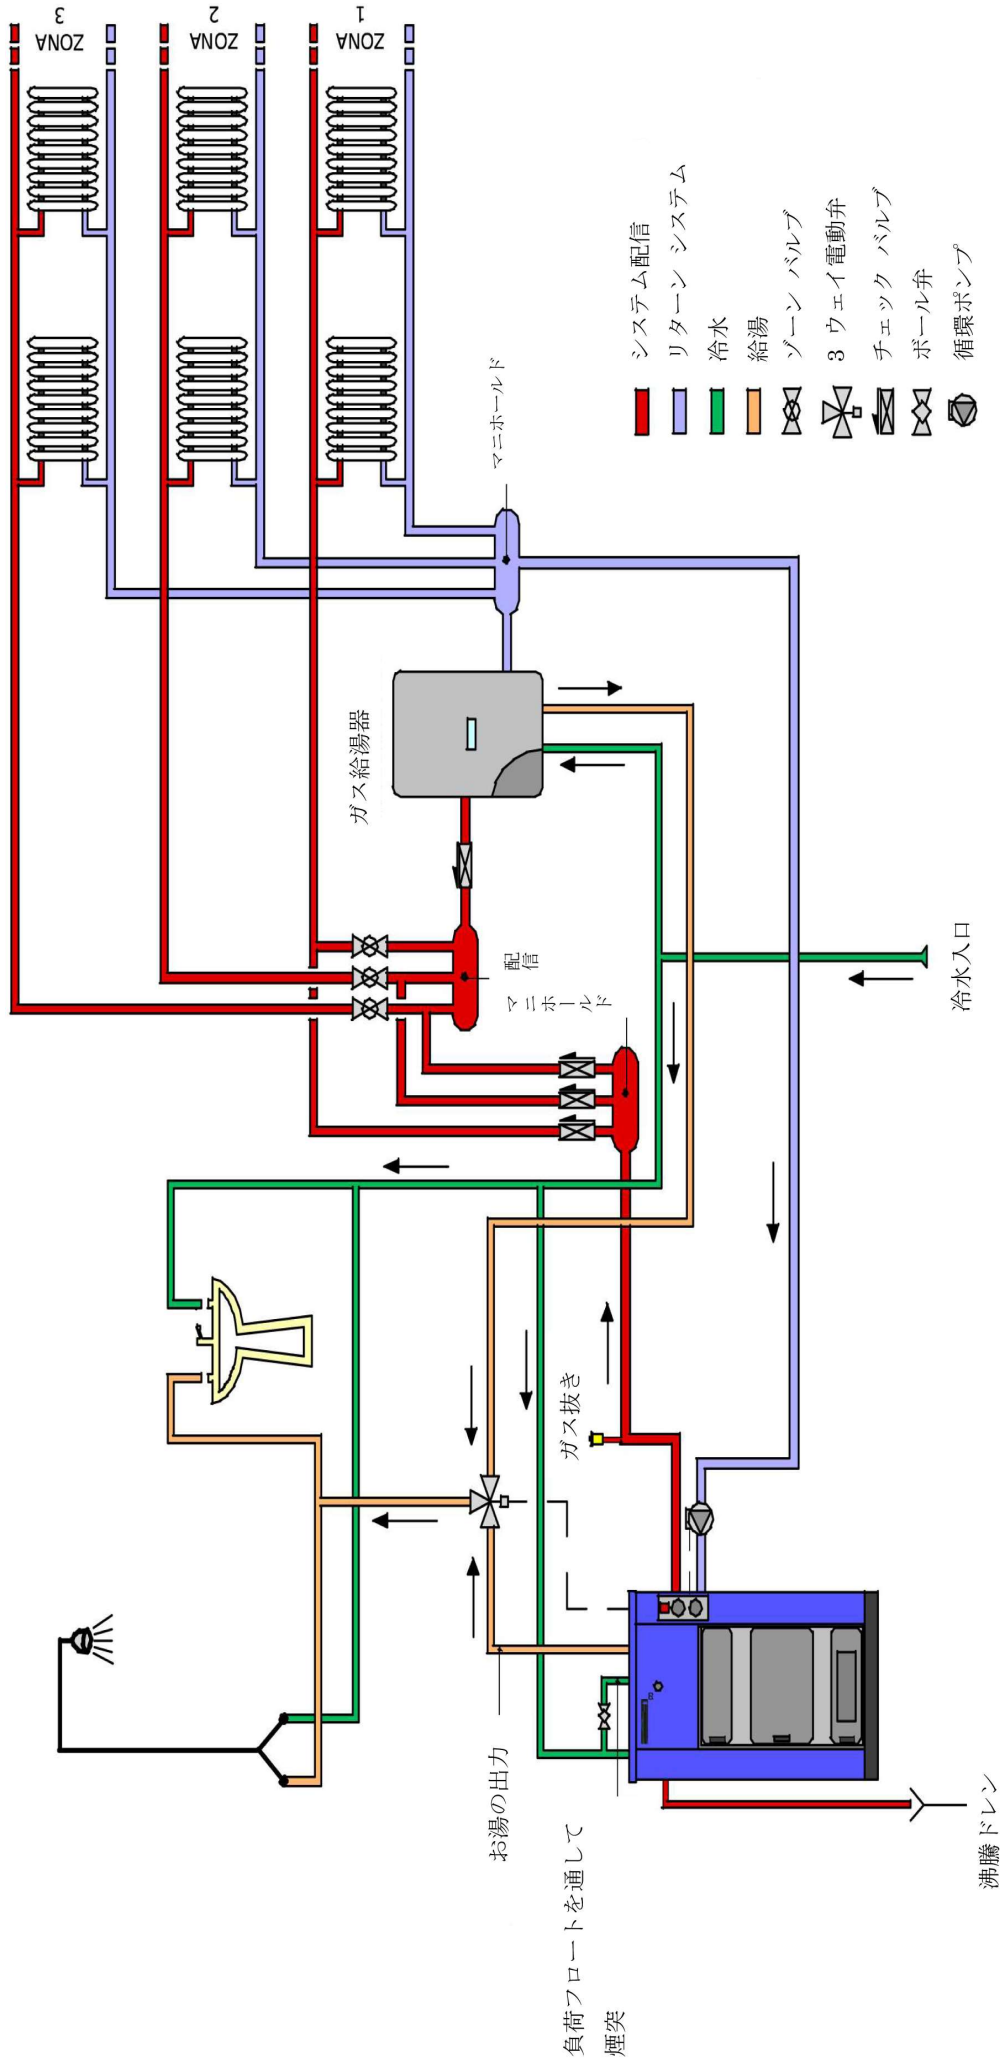 ZONA
3
ZONA
2
ZONA
1
マニホールド
ガス給湯器
配信
マニホールド
ガス抜き
お湯の出力
負荷フロートを通して
煙突
沸騰ドレン
冷水入口
システム配信
リターン システム
冷水
給湯
ゾーン バルブ
3 ウェイ電動弁
チェック バルブ
ボール弁
循環ポンプ